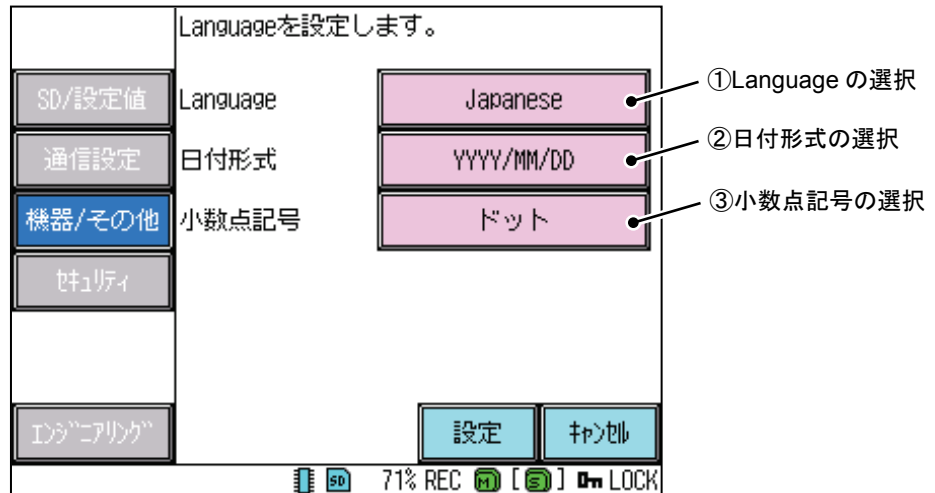 Languageを設定します。
SD/設定値
Language
Japanese
①Language の選択
通信設定
日付形式
YYYY/MM/DD
②日付形式の選択
機器/その他
小数点記号
ドット
③小数点記号の選択
ｾｷｭﾘﾃｨ
ｴﾝｼﾞﾆｱﾘﾝｸﾞ
設定
ｷｬﾝｾﾙ
SD 71% REC M [S] LOCK